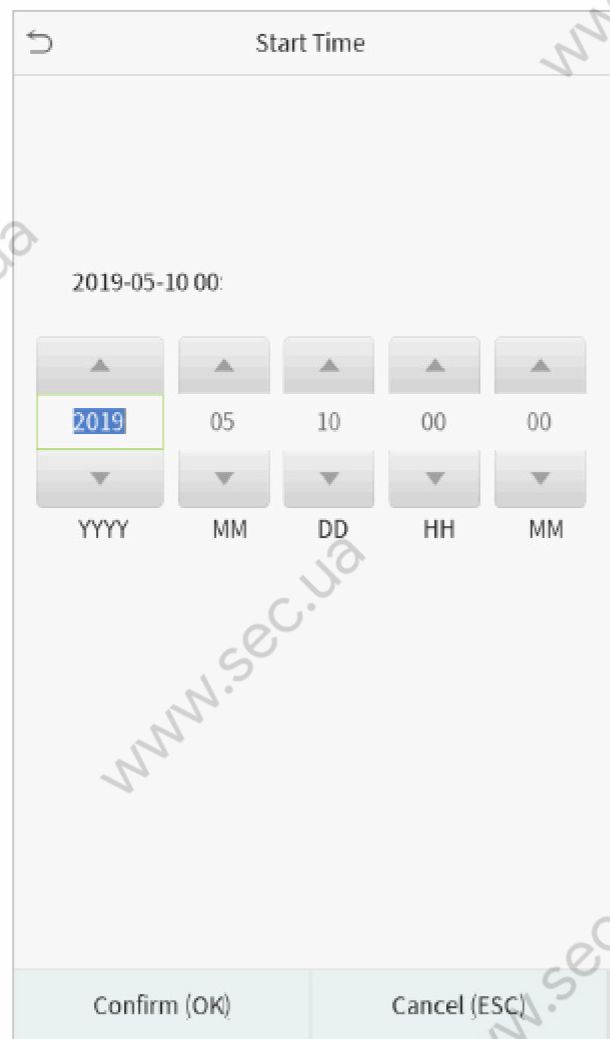 Start Time
2019-05-10 00:
2019 05 10 00 00
YYYY MM DD HH MM
www.sec.ua
Confirm (OK) Cancel (ESC)